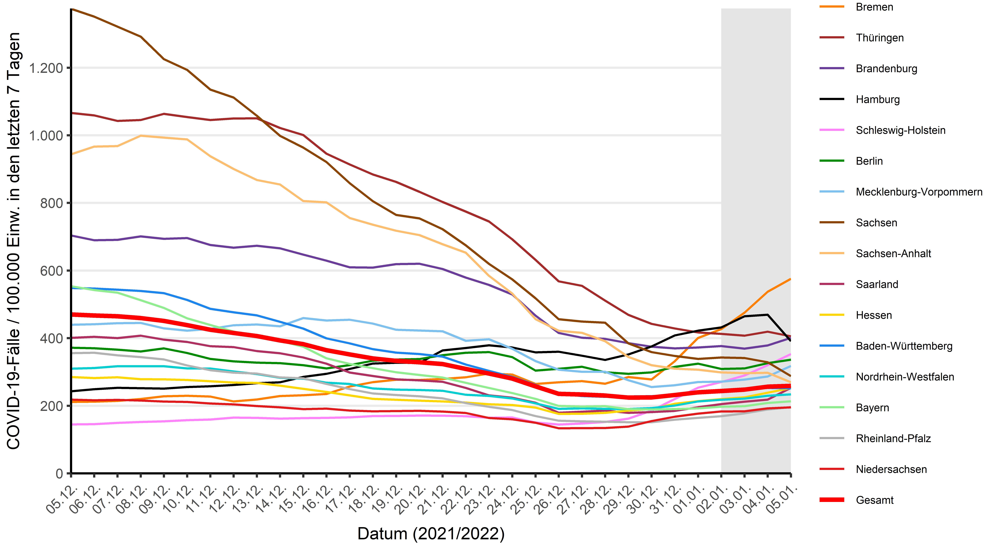 COVID-19-Fälle / 100.000 Einw. in den letzten 7 Tagen
1.200
1.000
800
600
400
200
0
05.12.
06.12.
07.12.
08.12.
09.12.
10.12.
11.12.
12.12.
13.12.
14.12.
15.12.
16.12.
17.12.
18.12.
19.12.
20.12.
21.12.
22.12.
23.12.
24.12.
25.12.
26.12.
27.12.
28.12.
29.12.
30.12.
31.12.
01.01.
02.01.
03.01.
04.01.
05.01.
Datum (2021/2022)
Bremen
Thüringen
Brandenburg
Hamburg
Schleswig-Holstein
Berlin
Mecklenburg-Vorpommern
Sachsen
Sachsen-Anhalt
Saarland
Hessen
Baden-Württemberg
Nordrhein-Westfalen
Bayern
Rheinland-Pfalz
Niedersachsen
Gesamt